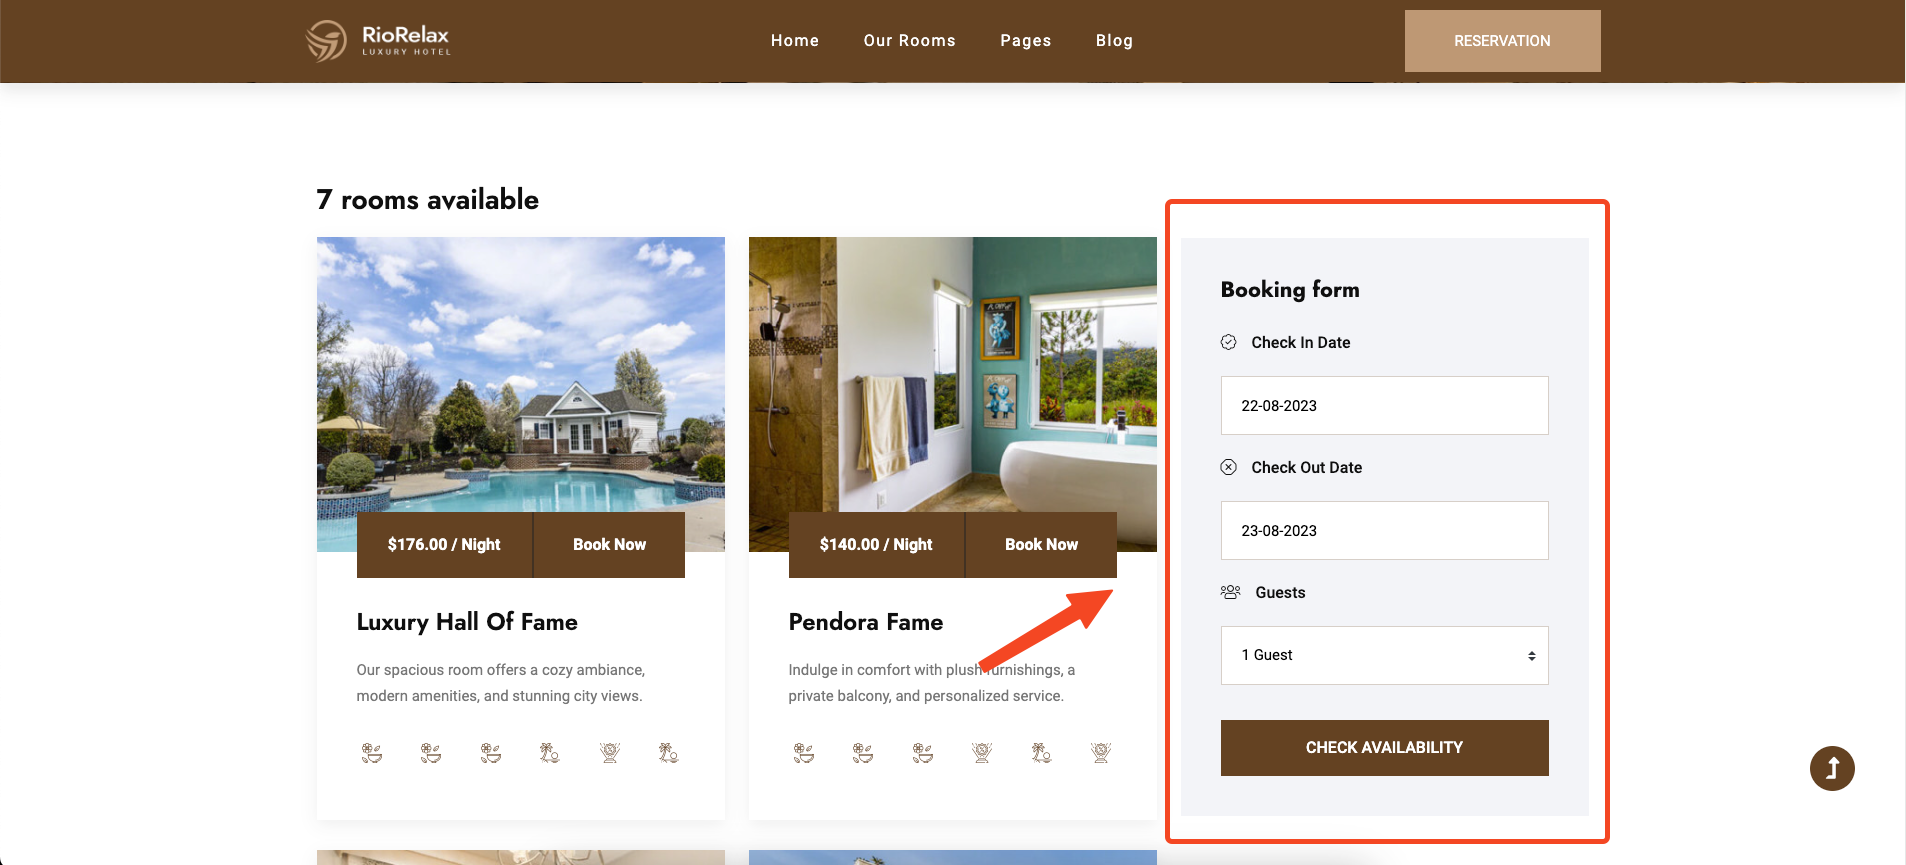 RioRelax
LUXURY HOTEL
Home
Our Rooms
Pages
Blog
RESERVATION
7 rooms available
$176.00 / Night
Book Now
Luxury Hall Of Fame
Our spacious room offers a cozy ambiance,
modern amenities, and stunning city views.
$140.00 / Night
Book Now
Pendora Fame
Indulge in comfort with plush furnishings, a
private balcony, and personalized service.
Booking form
Check In Date
22-08-2023
Check Out Date
23-08-2023
Guests
1 Guest
CHECK AVAILABILITY